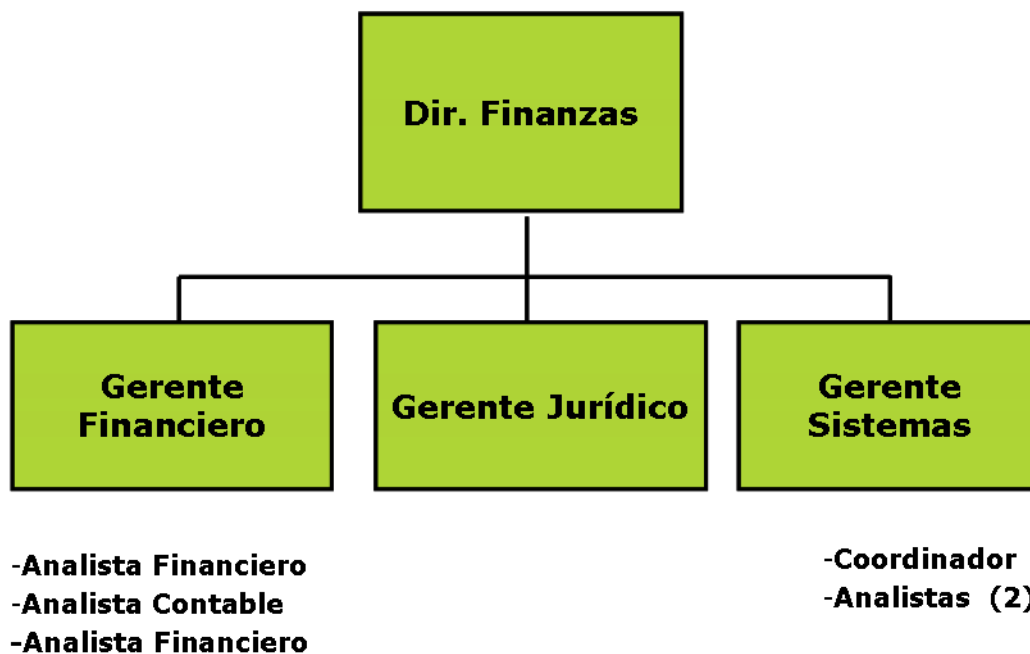 Dir. Finanzas
Gerente
Financiero
Gerente Jurídico
Gerente
Sistemas
-Analista Financiero
-Analista Contable
-Analista Financiero
-Coordinador
-Analistas (2)